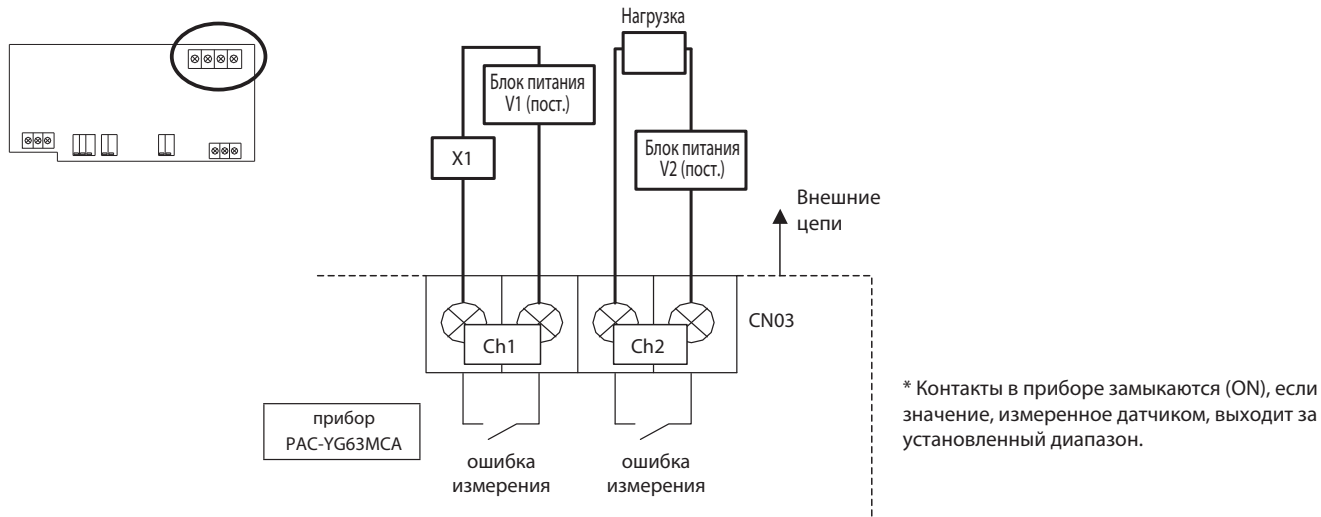 Нагрузка
Блок питания
V1 (пост.)
X1
Блок питания
V2 (пост.)
Внешние
цепи
CN03
Ch1
Ch2
прибор
PAC-YG63MCA
ошибка
измерения
ошибка
измерения
* Контакты в приборе замыкаются (ON), если
значение, измеренное датчиком, выходит за
установленный диапазон.